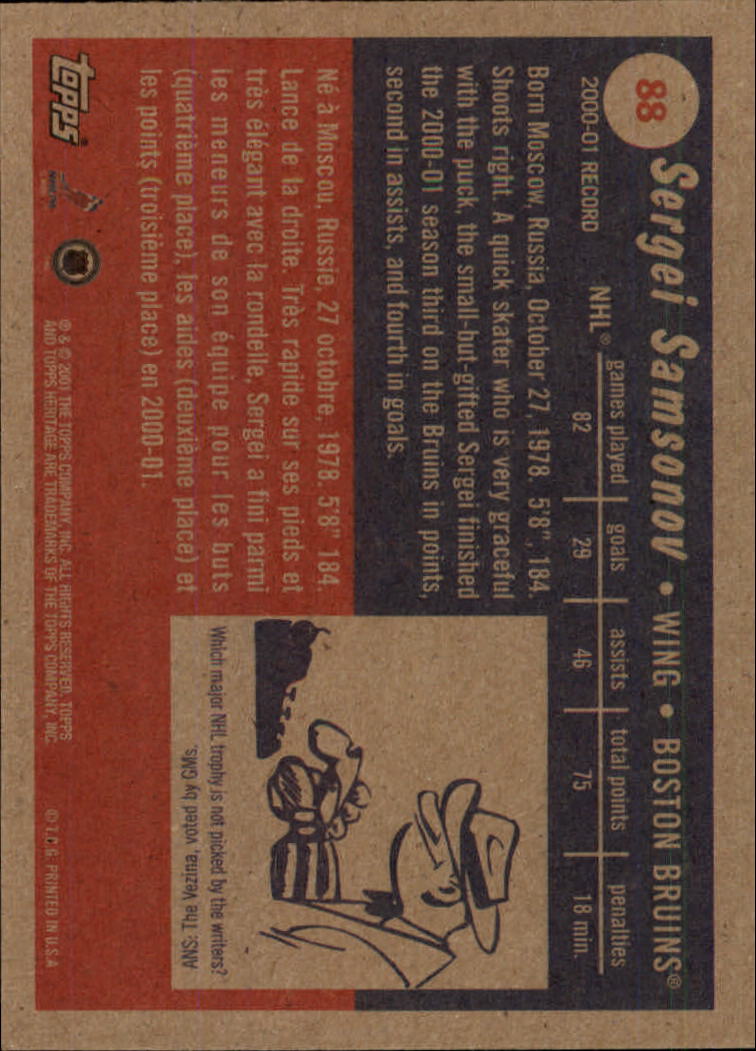 88
Sergei Samsonov • WING • BOSTON BRUINS®
2000-01 RECORD
games played goals assists total points penalties
NHL® 82 29 46 75 18 min.
Born Moscow, Russia, October 27, 1978. 5'8", 184.
Shoots right. A quick skater who is very graceful
with the puck, the small-but-gifted Sergei finished
the 2000-01 season third on the Bruins in points,
second in assists, and fourth in goals.
Né à Moscou, Russie, 27 octobre, 1978. 5'8" 184.
Lance de la droite. Très rapide sur ses pieds et
très élégant avec la rondelle, Sergei a fini parmi
les meneurs de son équipe pour les buts
(quatrième place), les aides (deuxième place) et
les points (troisième place) en 2000-01.
Which major NHL trophy is not picked by the writers?
ANS: The Vezina, voted by GMs.
topps®
® & © 2001 THE TOPPS COMPANY, INC. ALL RIGHTS RESERVED. TOPPS
AND TOPPS HERITAGE ARE TRADEMARKS OF THE TOPPS COMPANY, INC.
© T.C.G. PRINTED IN U.S.A